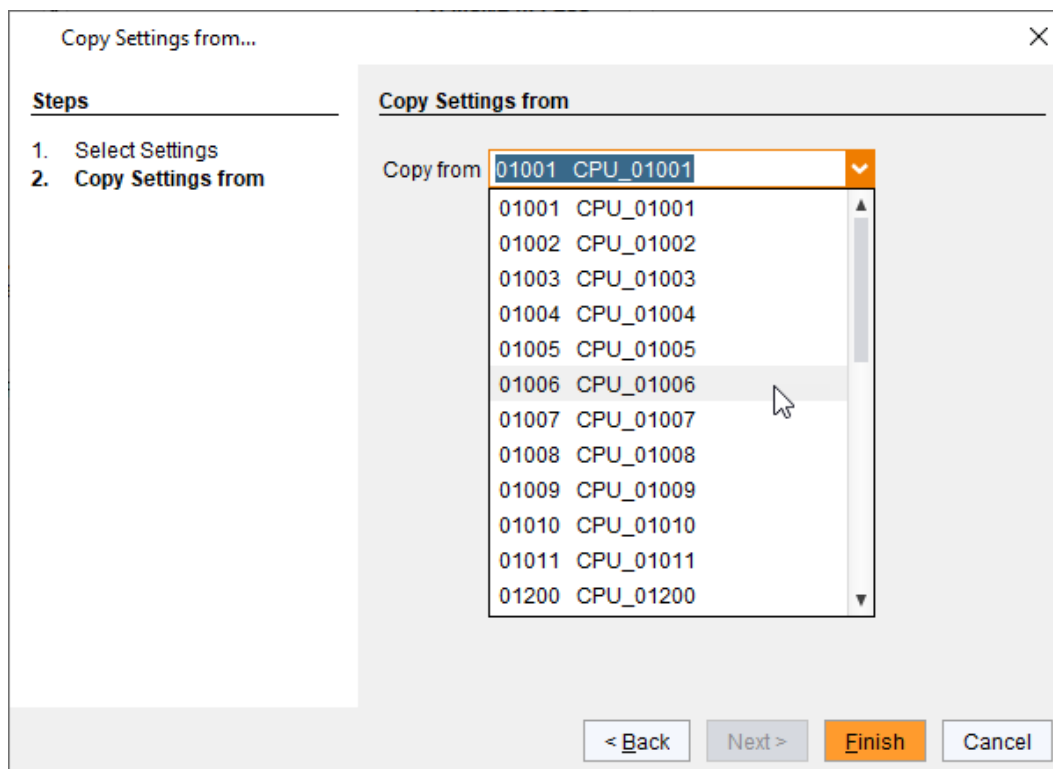 Copy Settings from...
Steps
1. Select Settings
2. Copy Settings from
Copy Settings from
Copy from 01001 CPU_01001
01001 CPU_01001
01002 CPU_01002
01003 CPU_01003
01004 CPU_01004
01005 CPU_01005
01006 CPU_01006
01007 CPU_01007
01008 CPU_01008
01009 CPU_01009
01010 CPU_01010
01011 CPU_01011
01200 CPU_01200
< Back Next > Finish Cancel